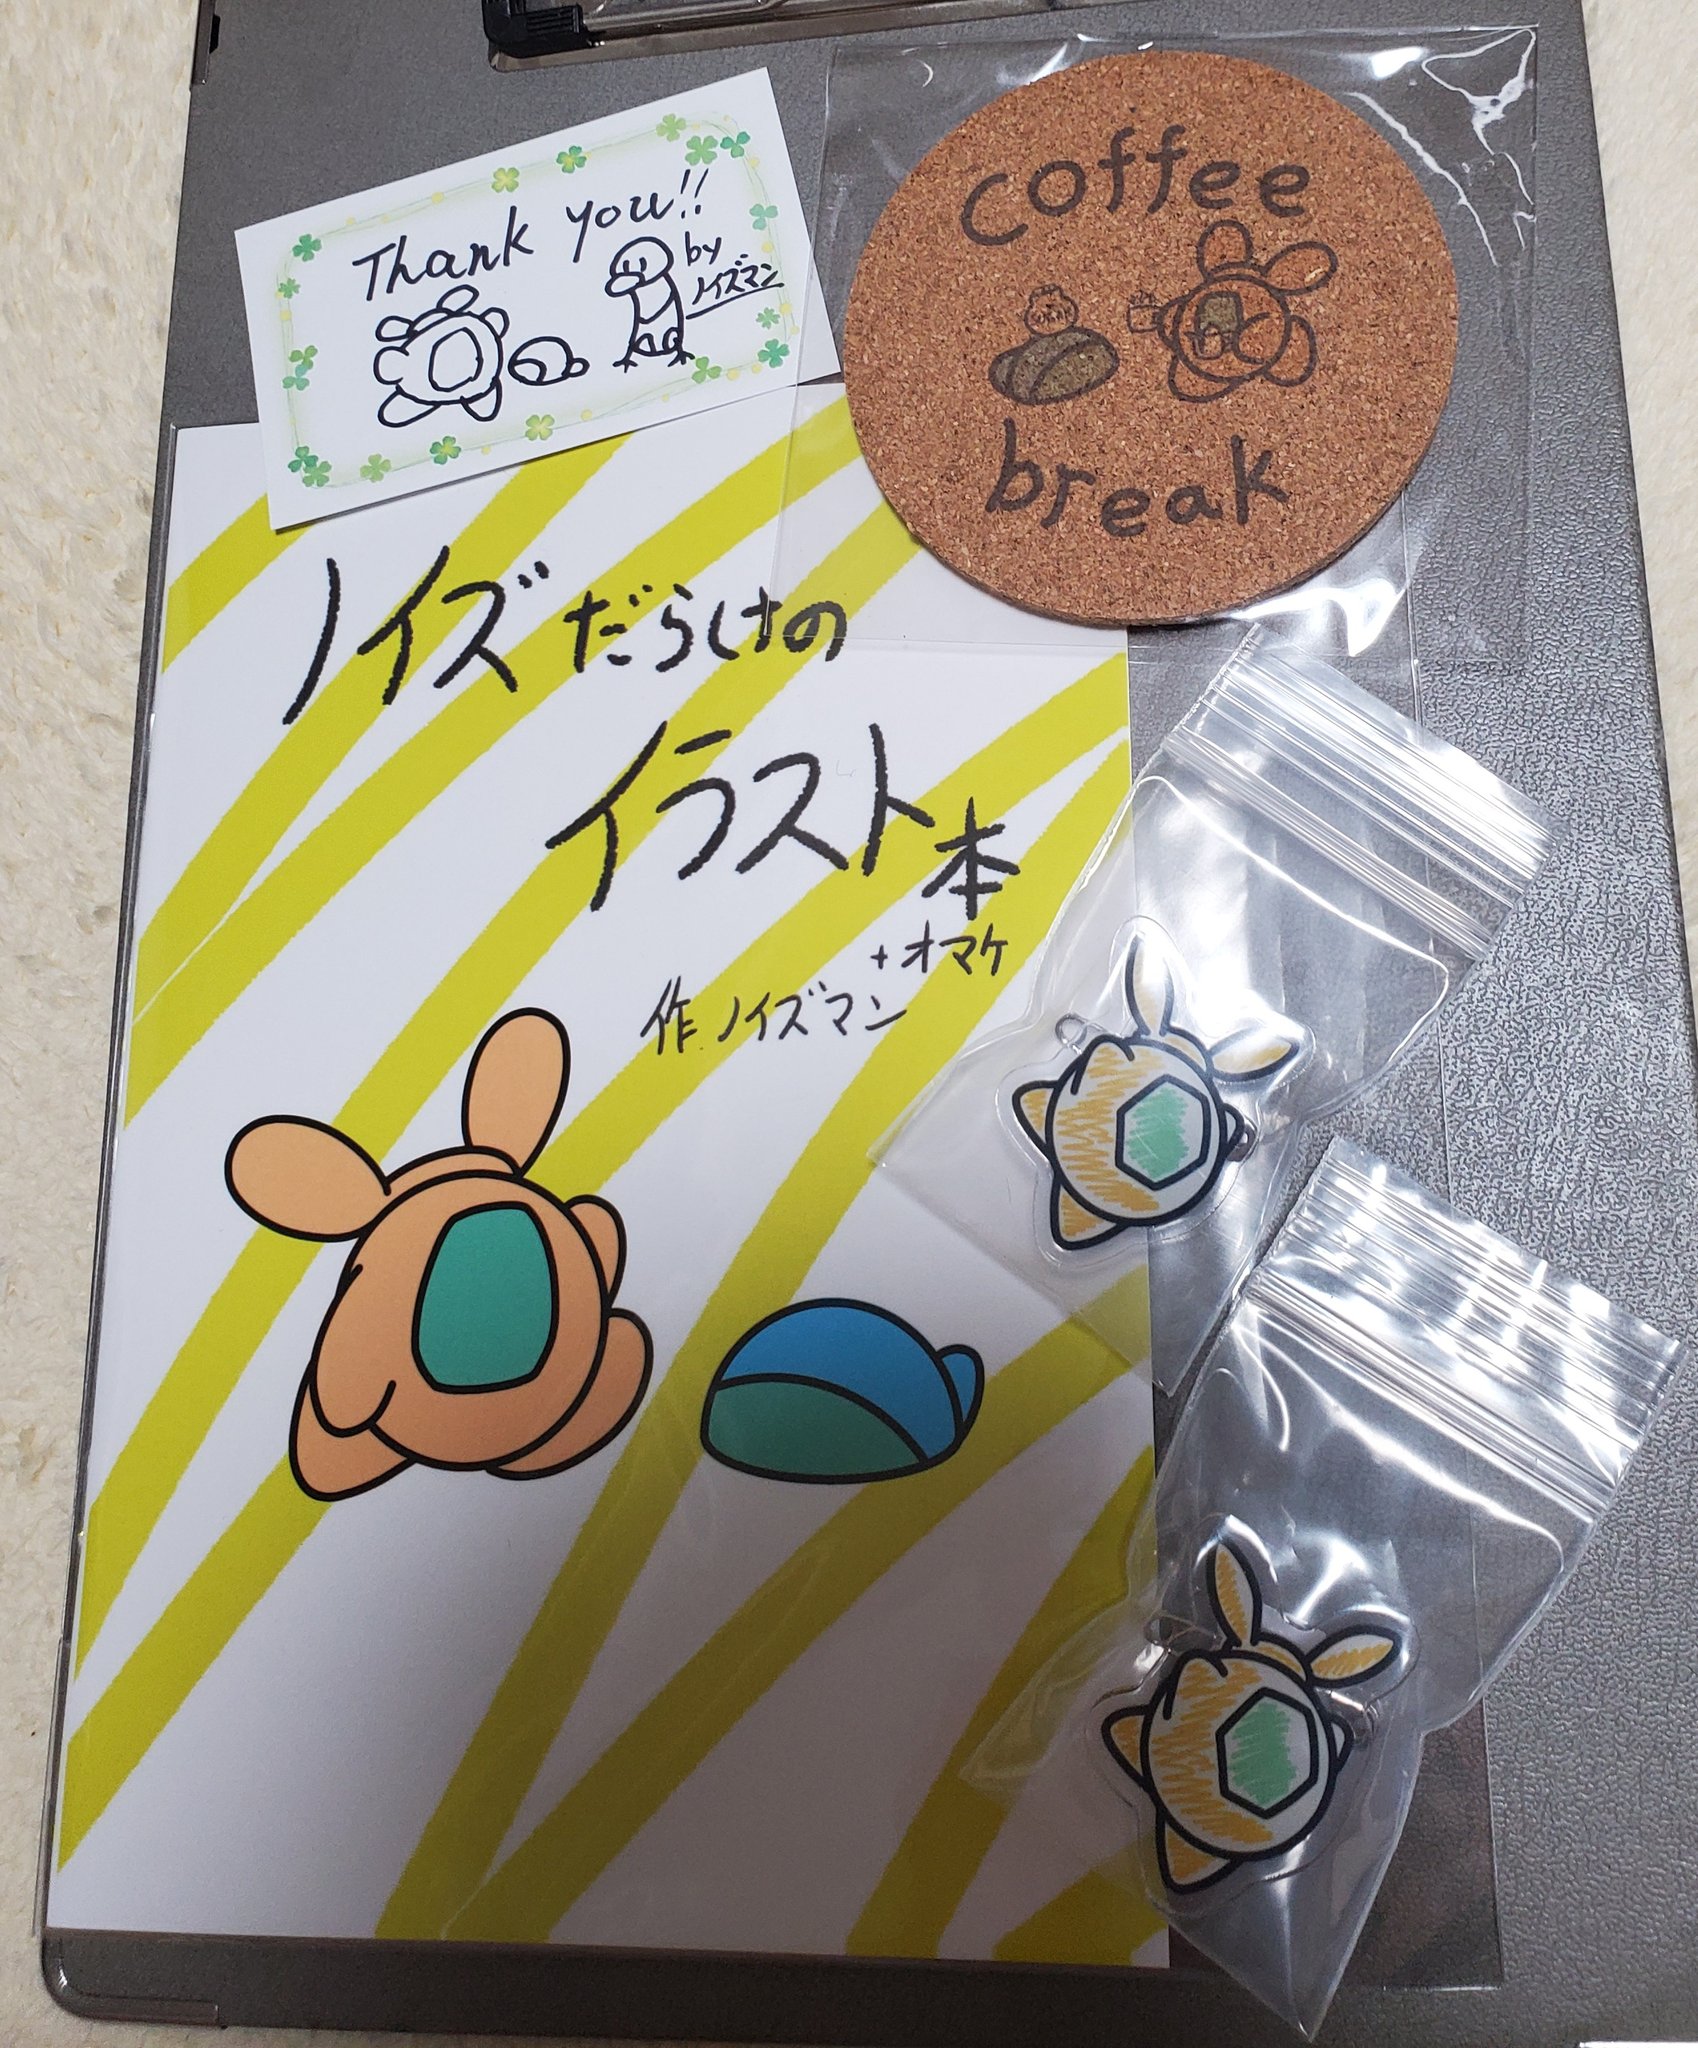 Thank you!!
by
ノイズマン
coffee
break
ノイズだらけの
イラスト本
+オマケ
作.ノイズマン